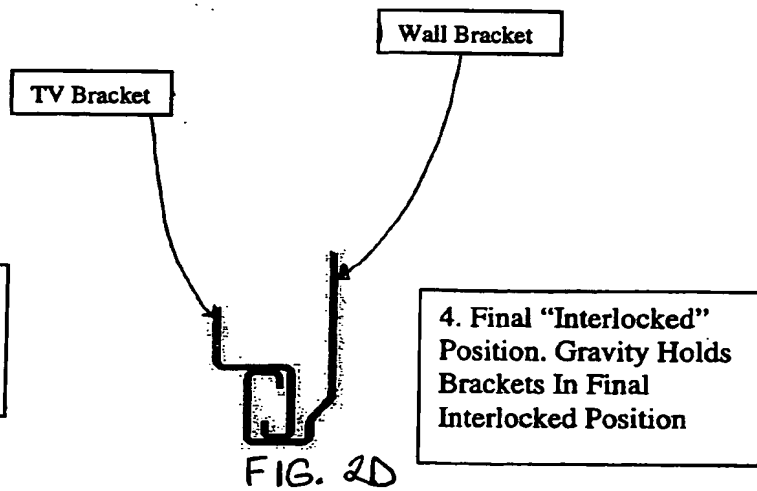 Wall Bracket
TV Bracket
4. Final “Interlocked”
Position. Gravity Holds
Brackets In Final
Interlocked Position
FIG. 2D